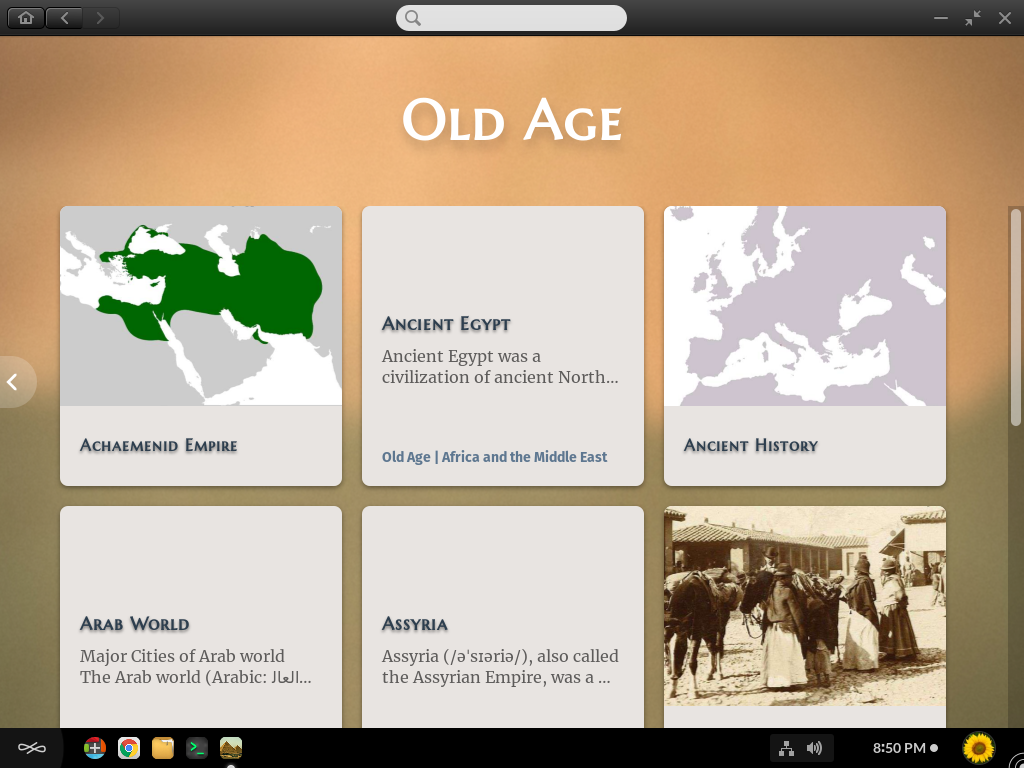 Old Age
Achaemenid Empire
Ancient Egypt
Ancient Egypt was a
civilization of ancient North...
Old Age | Africa and the Middle East
Ancient History
Arab World
Major Cities of Arab world
The Arab world (Arabic: العال‎...
Assyria
Assyria (/əˈsɪəriə/), also called
the Assyrian Empire, was a ...
8:50 PM